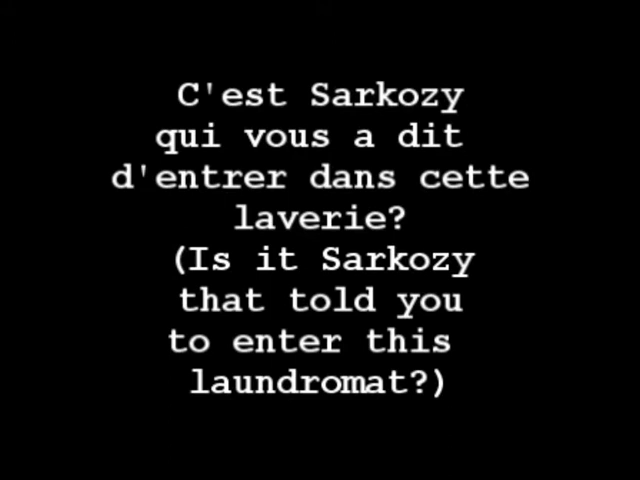 C'est Sarkozy
qui vous a dit
d'entrer dans cette
laverie?
(Is it Sarkozy
that told you
to enter this
laundromat?)